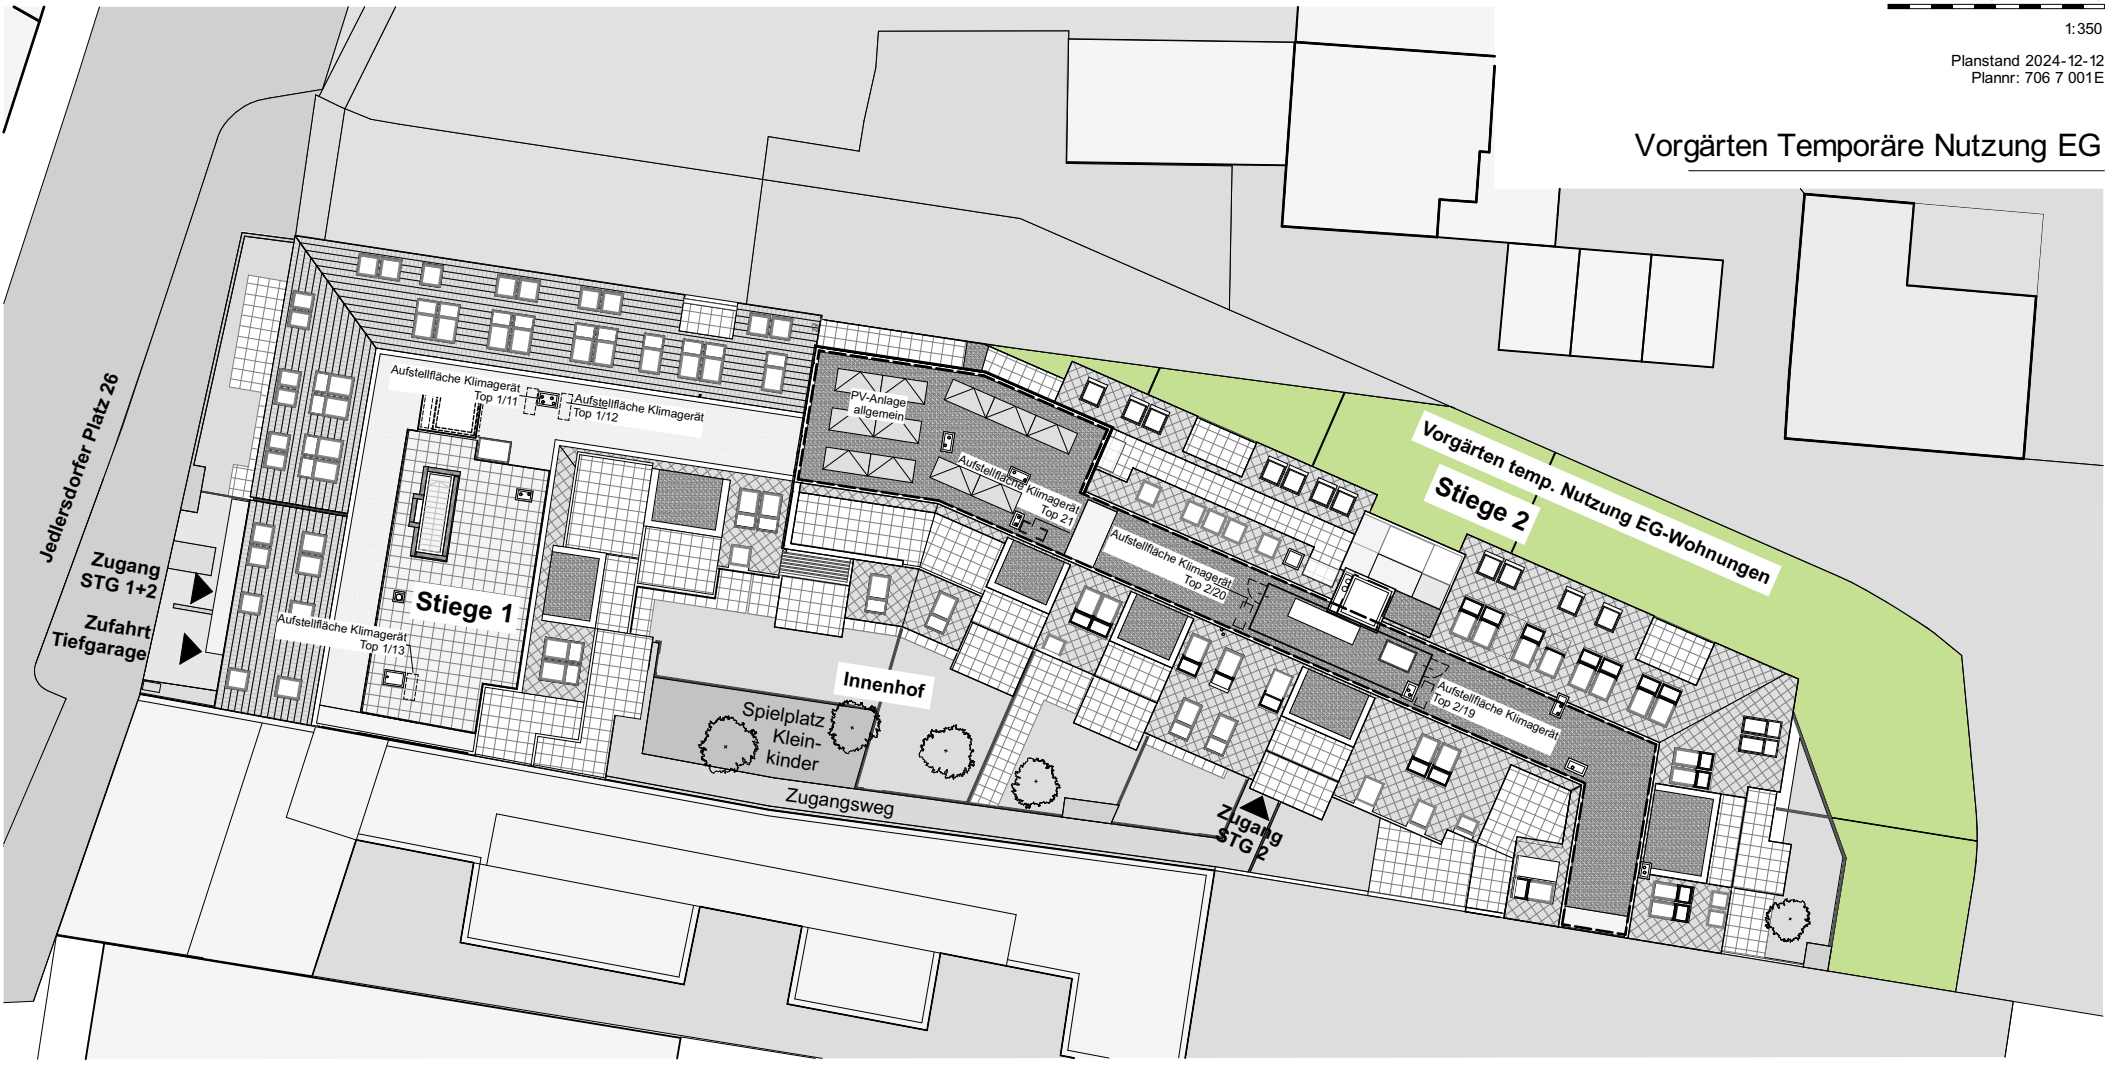 1:350
Planstand 2024-12-12
Plannr: 706 7 001E
Vorgärten Temporäre Nutzung EG
Jedlersdorfer Platz 26
Aufstellfläche Klimagerät
Top 1/11
Aufstellfläche Klimagerät
Top 1/12
PV-Anlage
allgemein
Aufstellfläche Klimagerät
Top 21
Vorgärten temp. Nutzung EG-Wohnungen
Stiege 2
Aufstellfläche Klimagerät
Top 2/20
Zugang
STG 1+2
Zufahrt
Tiefgarage
Stiege 1
Aufstellfläche Klimagerät
Top 1/13
Innenhof
Spielplatz
Klein-
kinder
Aufstellfläche Klimagerät
Top 2/19
Zugangsweg
Zugang
STG 2